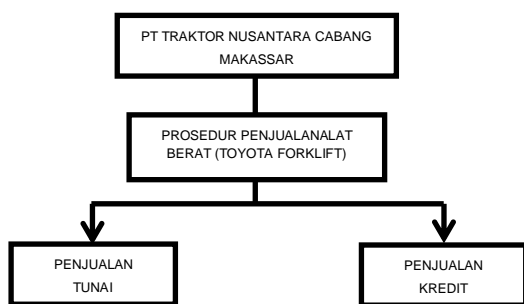 PT TRAKTOR NUSANTARA CABANG
MAKASSAR
PROSEDUR PENJUALANALAT
BERAT (TOYOTA FORKLIFT)
PENJUALAN
TUNAI
PENJUALAN
KREDIT